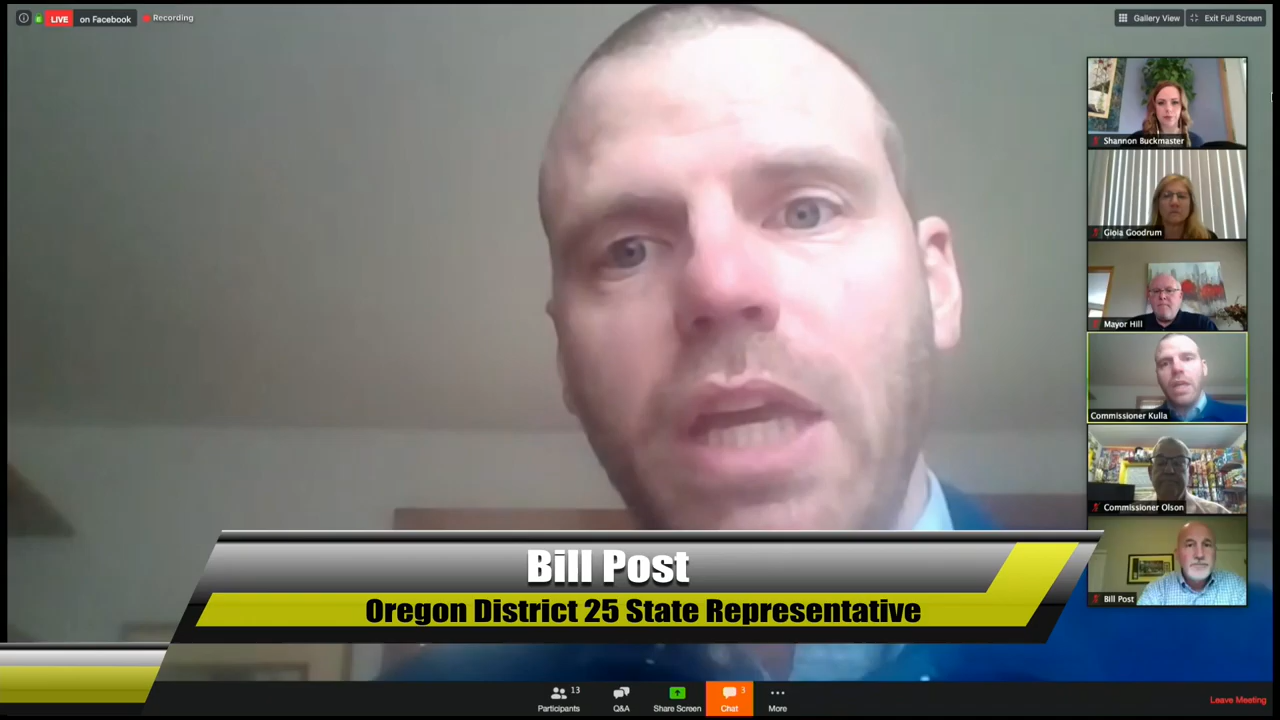 LIVE on Facebook Recording
Gallery View Exit Full Screen
Shannon Buckmaster
Gioia Goodrum
Mayor Hill
Commissioner Kulla
Commissioner Olson
Bill Post
Bill Post
Oregon District 25 State Representative
13 3
Participants Q&A Share Screen Chat More
Leave Meeting